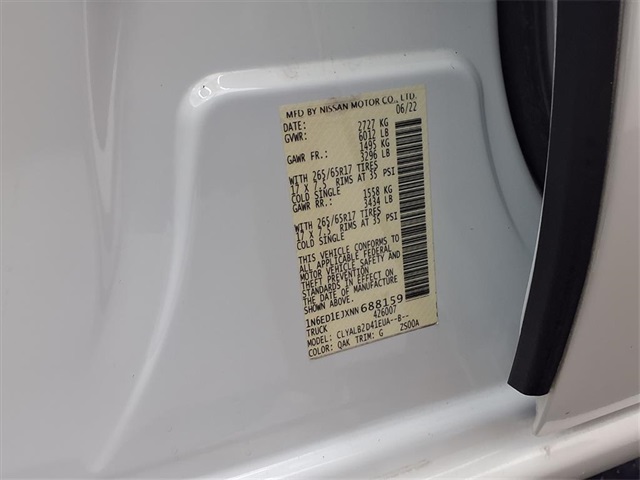 MFD BY NISSAN MOTOR CO., LTD.
DATE: 06/22
GVWR: 2727 KG
6012 LB
GAWR FR.: 1495 KG
3296 LB
WITH 265/65R17 TIRES
17 X 7.5 RIMS AT 35 PSI
COLD SINGLE
GAWR RR.: 1558 KG
3434 LB
WITH 265/65R17 TIRES
17 X 7.5 RIMS AT 35 PSI
COLD SINGLE
THIS VEHICLE CONFORMS TO
ALL APPLICABLE FEDERAL
MOTOR VEHICLE SAFETY AND
THEFT PREVENTION
STANDARDS IN EFFECT ON
THE DATE OF MANUFACTURE
SHOWN ABOVE.
1N6ED1EJXNN688159
TRUCK 426007
MODEL: CLYALBZD41EUA--B--
COLOR: QAK TRIM: G 2S00A